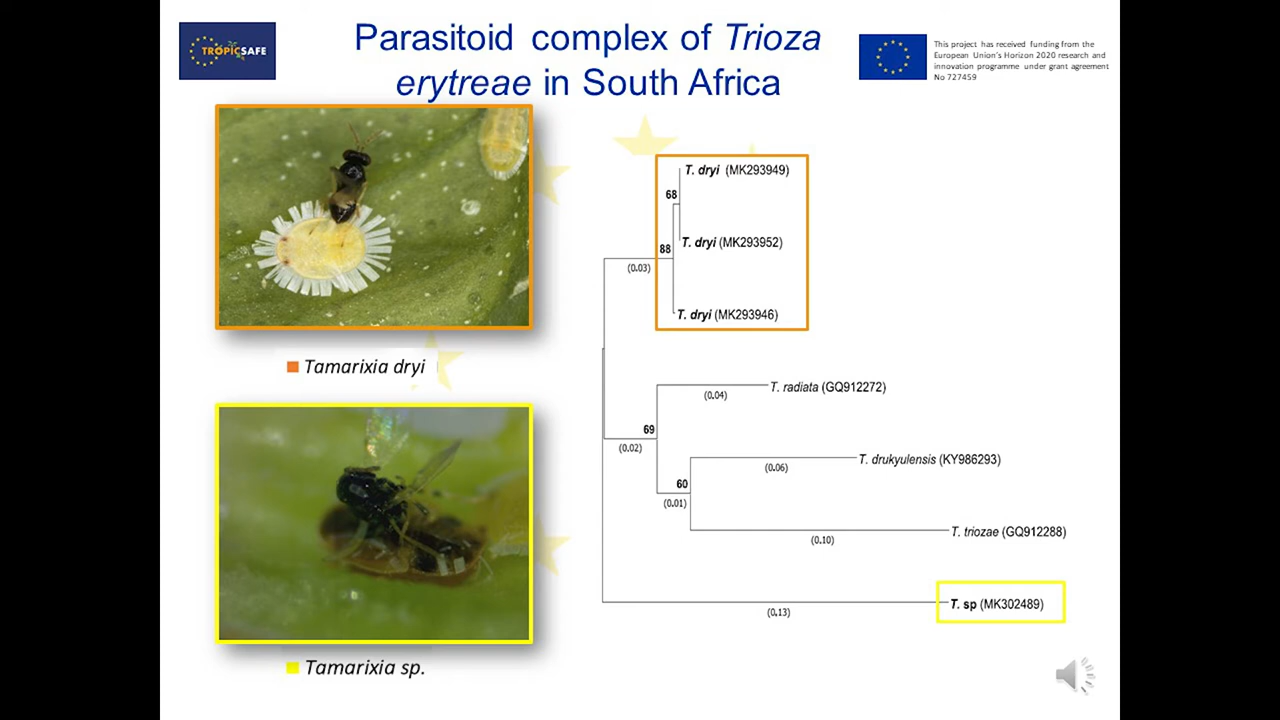 TROPICSAFE
Parasitoid complex of Trioza
erytreae in South Africa
This project has received funding from the
European Union's Horizon 2020 research and
innovation programme under grant agreement
No 727459
T. dryi (MK293949)
68
T. dryi (MK293952)
88
(0.03)
T. dryi (MK293946)
Tamarixia dryi
T. radiata (GQ912272)
(0.04)
69
(0.02)
T. drukyulensis (KY986293)
(0.06)
60
(0.01)
T. triozae (GQ912288)
(0.10)
T. sp (MK302489)
(0.13)
Tamarixia sp.